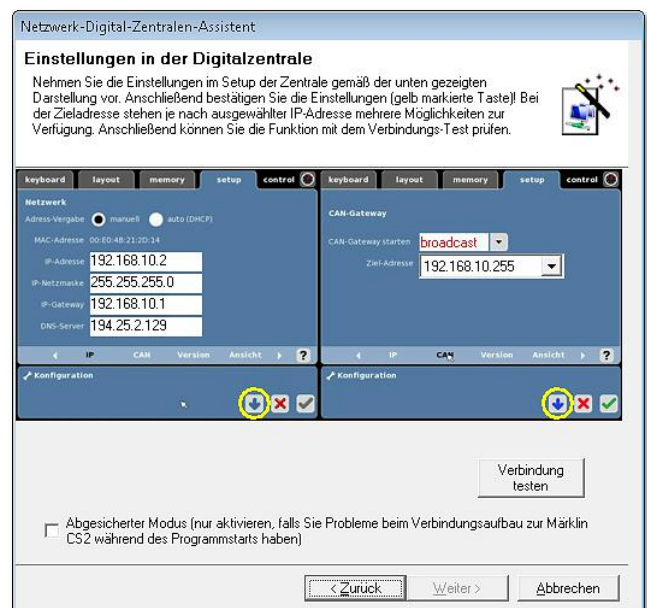 Netzwerk-Digital-Zentralen-Assistent
Einstellungen in der Digitalzentrale
Nehmen Sie die Einstellungen im Setup der Zentrale gemäß der unten gezeigten
Darstellung vor. Anschließend bestätigen Sie die Einstellungen (gelb markierte Taste)! Bei
der Zieladresse stehen je nach ausgewählter IP-Adresse mehrere Möglichkeiten zur
Verfügung. Anschließend können Sie die Funktion mit dem Verbindungs-Test prüfen.
keyboard layout memory setup control
Netzwerk
Adress-Vergabe manuell auto (DHCP)
MAC-Adresse 00:E0:4B:21:2D:14
IP-Adresse 192.168.10.2
IP-Netzmaske 255.255.255.0
IP-Gateway 192.168.10.1
DNS-Server 194.25.2.129
IP CAN Version Ansicht ?
Konfiguration
keyboard layout memory setup control
CAN-Gateway
CAN-Gateway starten broadcast
Ziel-Adresse 192.168.10.255
IP CAN Version Ansicht ?
Konfiguration
Verbindung
testen
Abgesicherter Modus (nur aktivieren, falls Sie Probleme beim Verbindungsaufbau zur Märklin
CS2 während des Programmstarts haben)
< Zurück Weiter > Abbrechen